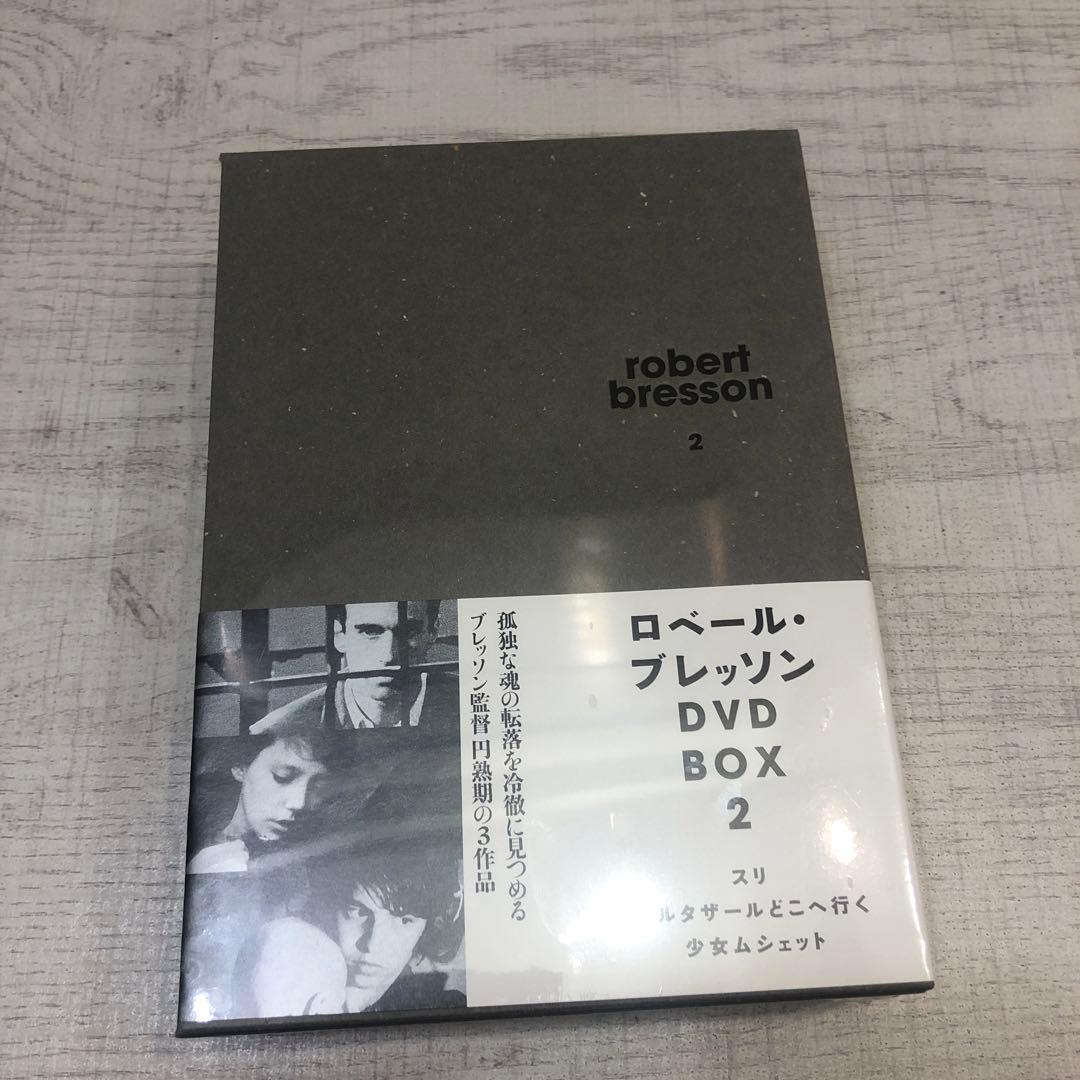 robert
bresson
2
ロベール・
ブレッソン
DVD
BOX
2
スリ
ルタザールどこへ行く
少女ムシェット
孤独な魂の転落を冷徹に見つめる
ブレッソン監督 円熟期の3作品